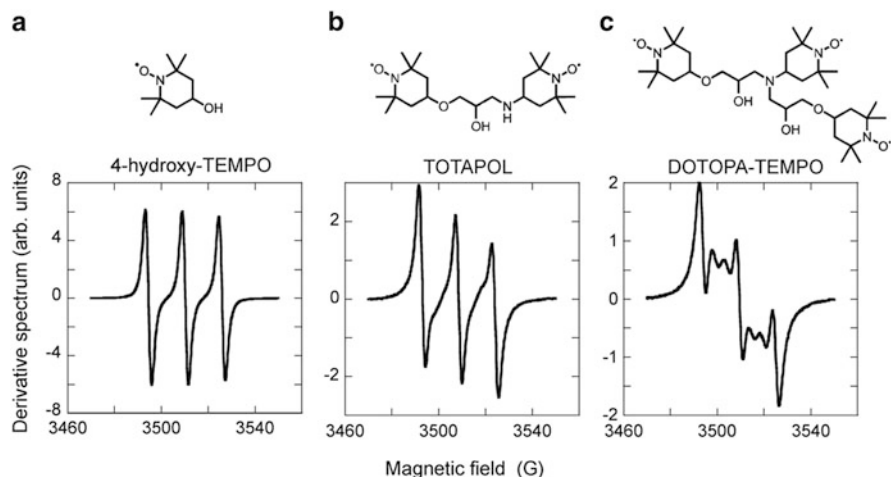 a
b
c
•O
N
OH
4-hydroxy-TEMPO
•O
N
O
OH
N
H
N
O•
TOTAPOL
•O
N
O
OH
N
N
O•
OH
O
N
O•
DOTOPA-TEMPO
Derivative spectrum (arb. units)
8
4
0
-4
-8
2
0
-2
2
1
0
-1
-2
3460 3500 3540
3460 3500 3540
3460 3500 3540
Magnetic field (G)